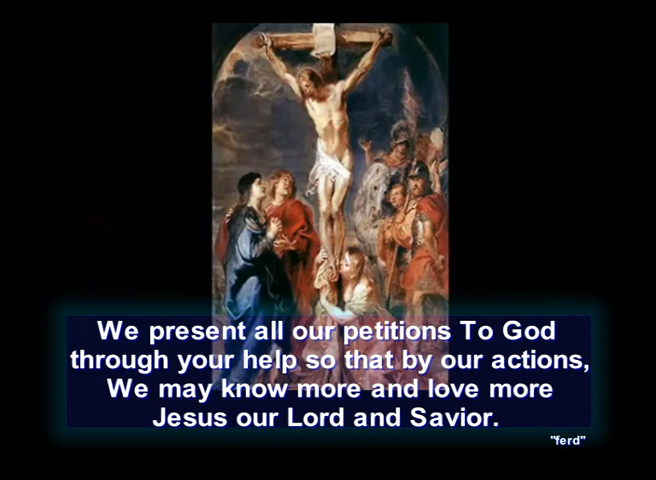 We present all our petitions To God
through your help so that by our actions,
We may know more and love more
Jesus our Lord and Savior.
"ferd"